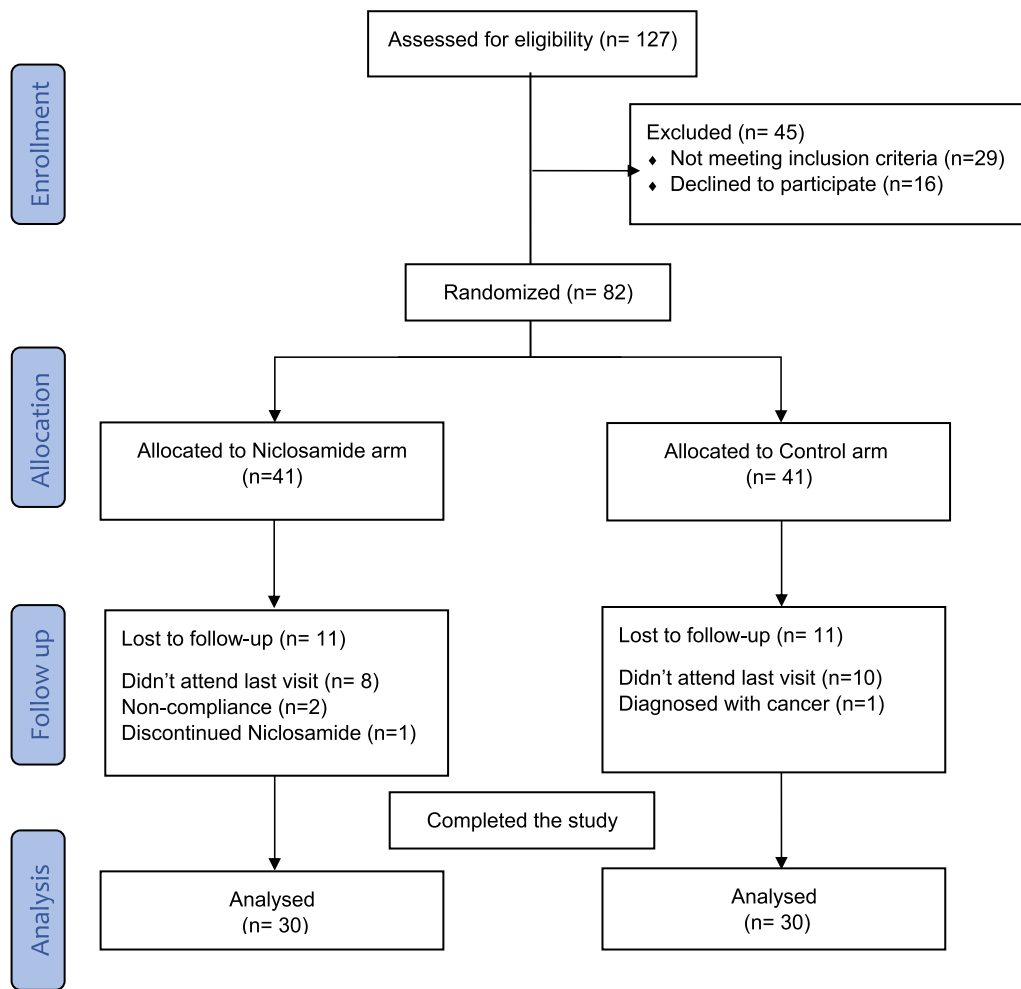 Assessed for eligibility (n= 127)
Enrollment
Excluded (n= 45)
♦ Not meeting inclusion criteria (n=29)
♦ Declined to participate (n=16)
Randomized (n= 82)
Allocation
Allocated to Niclosamide arm
(n=41)
Allocated to Control arm
(n= 41)
Follow up
Lost to follow-up (n= 11)
Didn’t attend last visit (n= 8)
Non-compliance (n=2)
Discontinued Niclosamide (n=1)
Lost to follow-up (n= 11)
Didn’t attend last visit (n=10)
Diagnosed with cancer (n=1)
Completed the study
Analysis
Analysed
(n= 30)
Analysed
(n= 30)